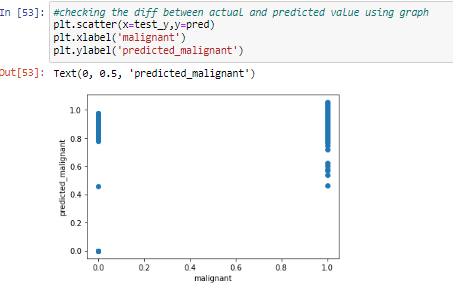 In [53]: #checking the diff between actual and predicted value using graph
plt.scatter(x=test_y,y=pred)
plt.xlabel('malignant')
plt.ylabel('predicted_malignant')
Out[53]: Text(0, 0.5, 'predicted_malignant')
1.0
0.8
0.6
0.4
0.2
0.0
predicted_malignant
0.0 0.2 0.4 0.6 0.8 1.0
malignant